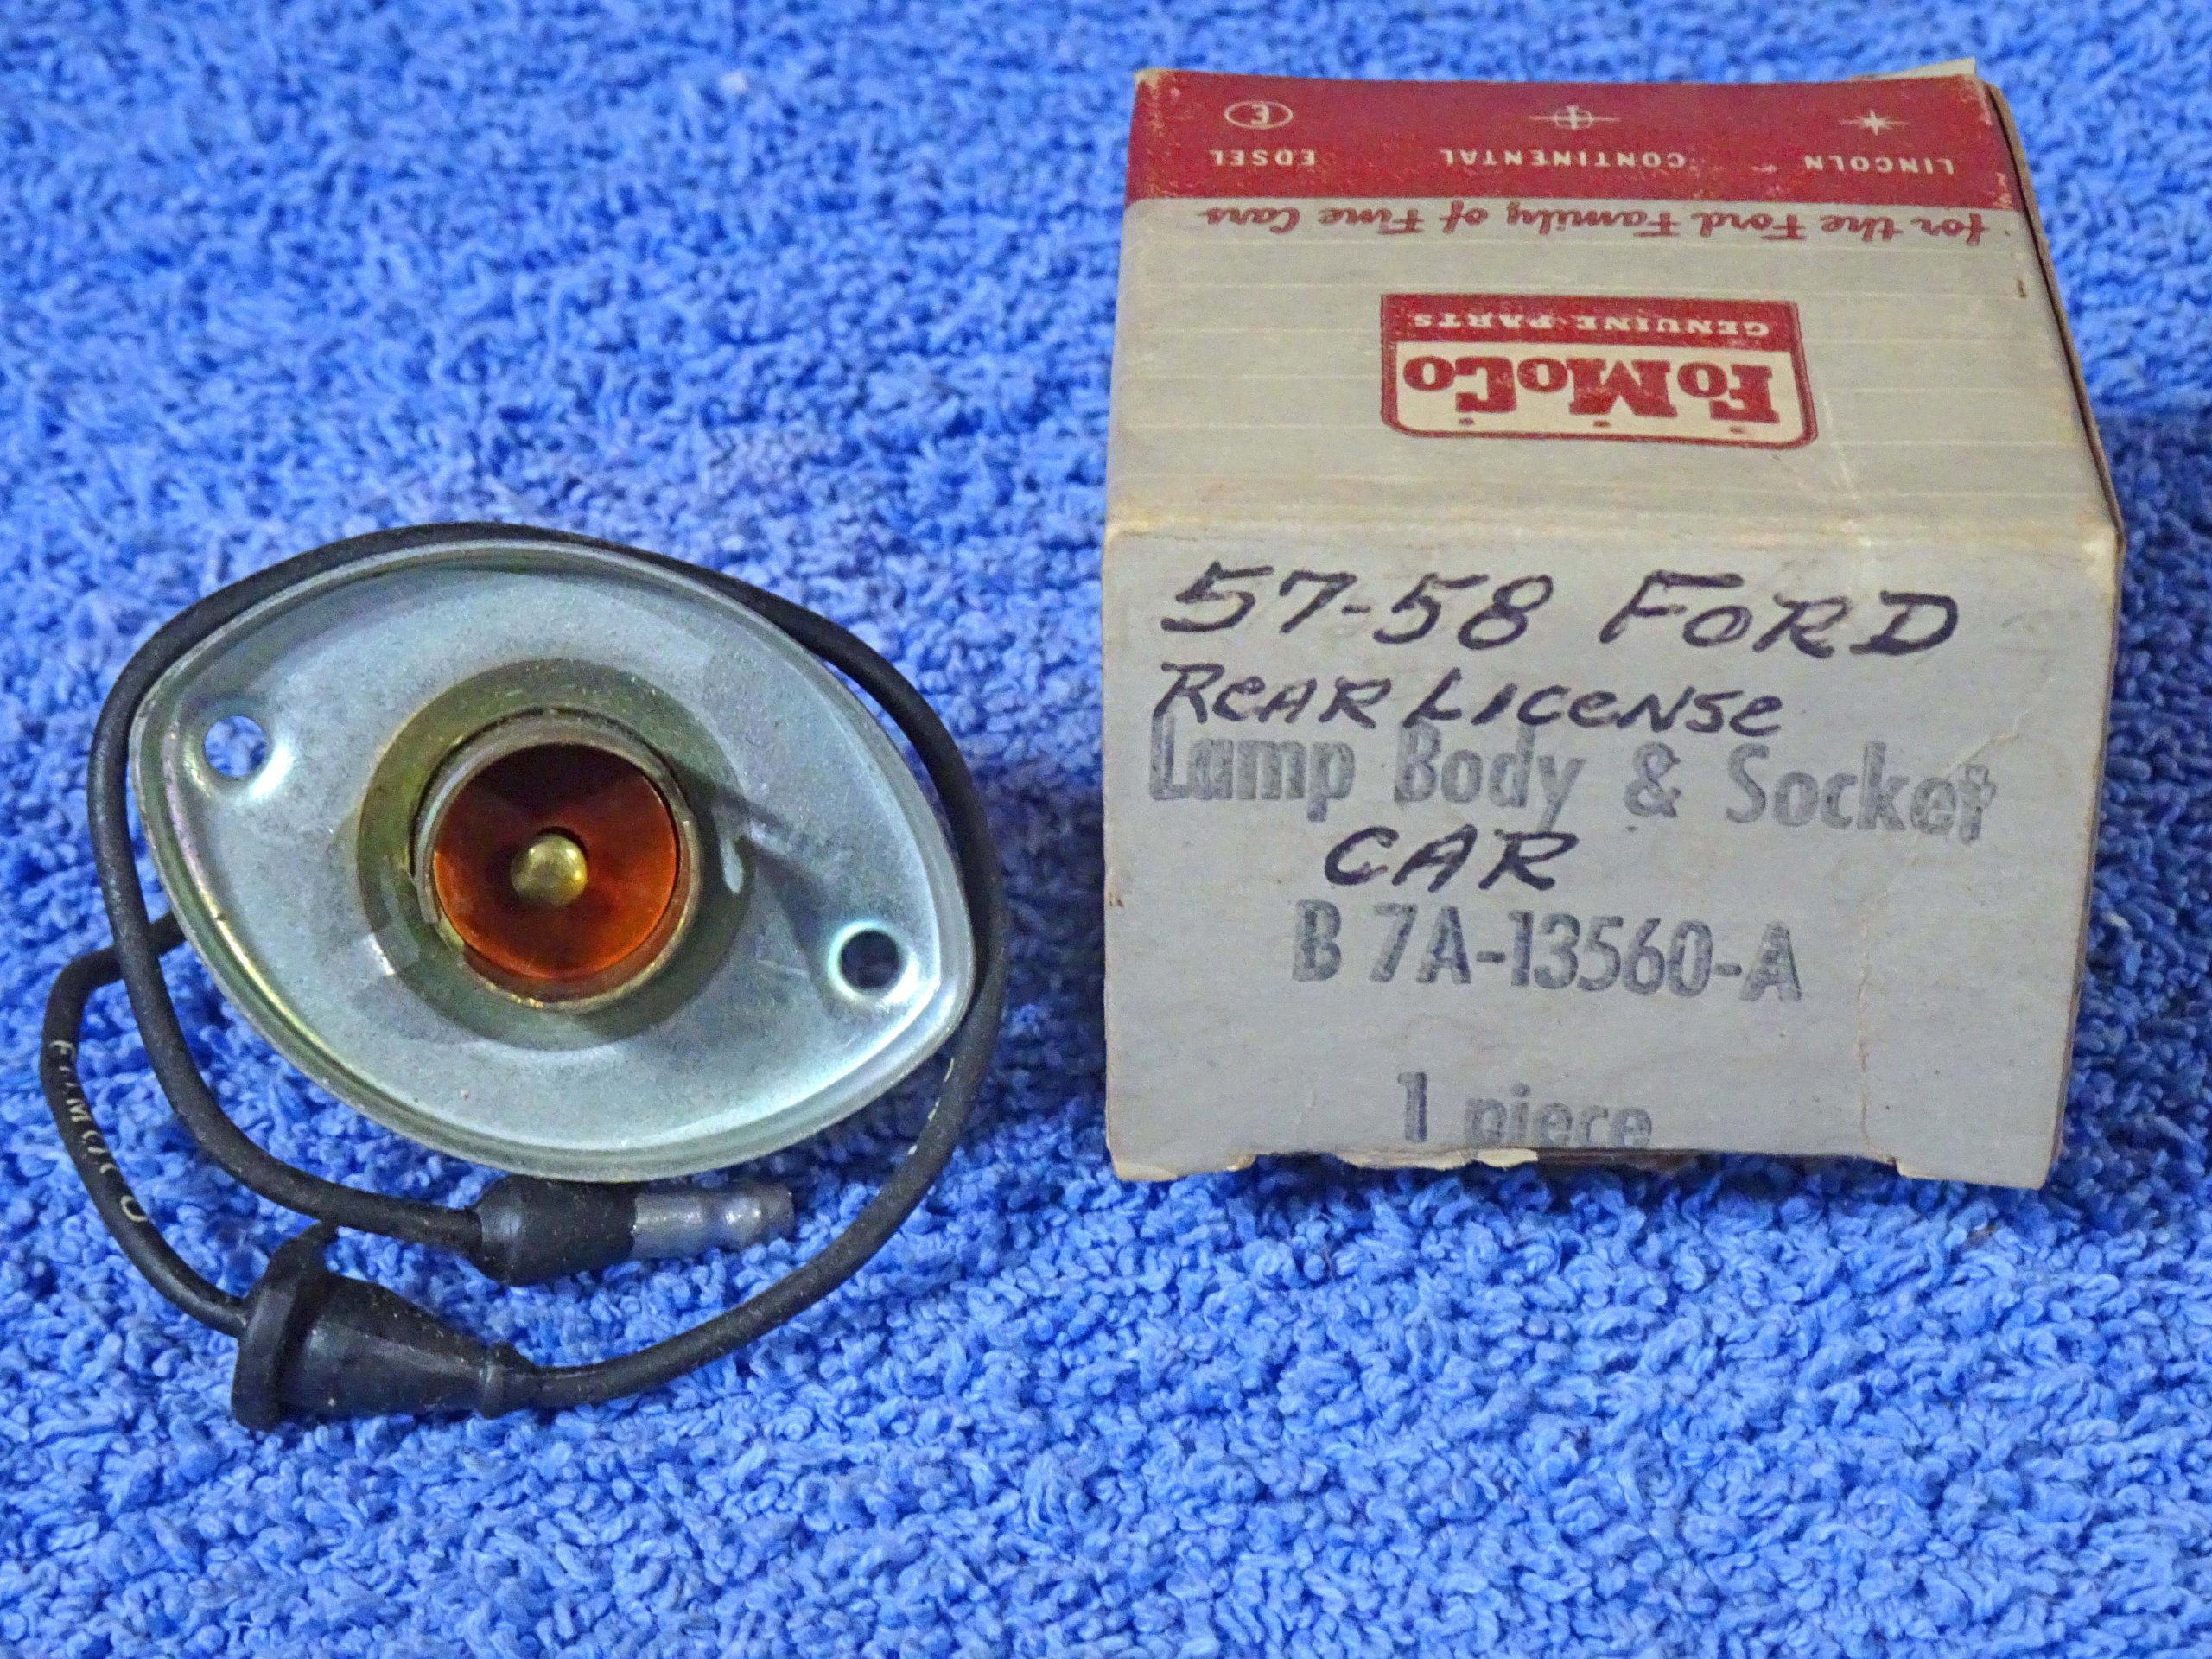 E
EDSEL CONTINENTAL LINCOLN
for the Ford Family of Fine Cars
GENUINE PARTS
FoMoCo
57-58 FORD
REAR LICENSE
Lamp Body & Socket
CAR
B7A-13560-A
1 piece